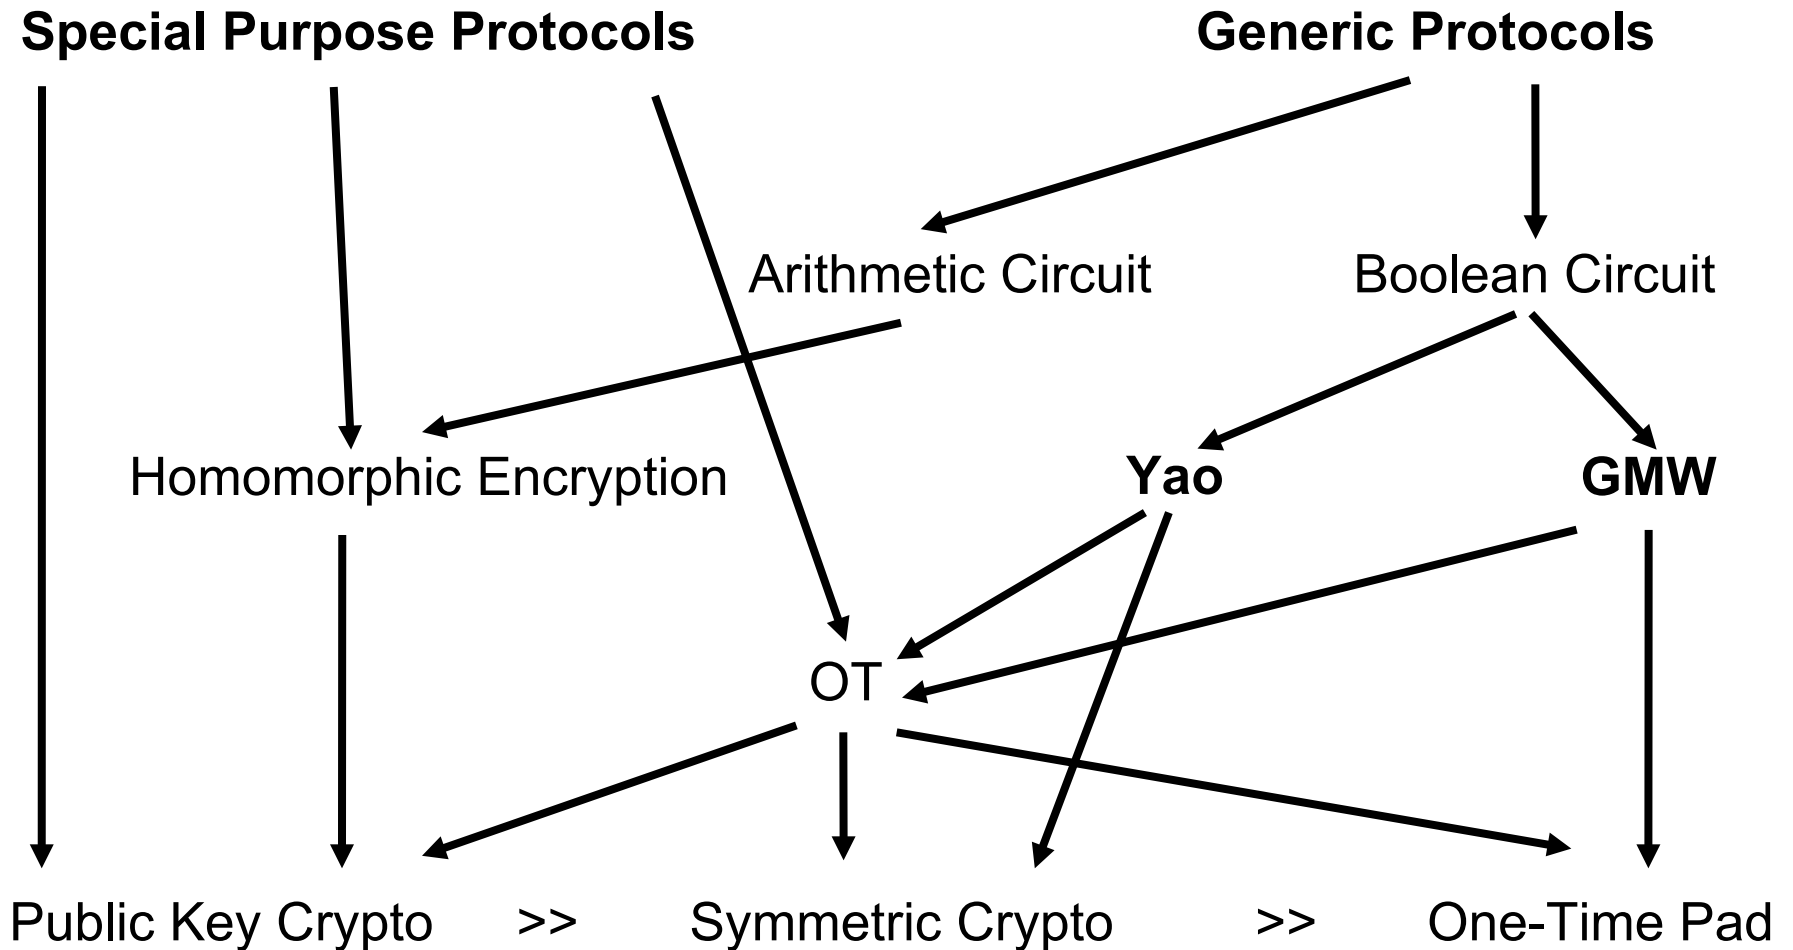 Special Purpose Protocols
Generic Protocols
Arithmetic Circuit
Boolean Circuit
Homomorphic Encryption
Yao
GMW
OT
Public Key Crypto >> Symmetric Crypto >> One-Time Pad